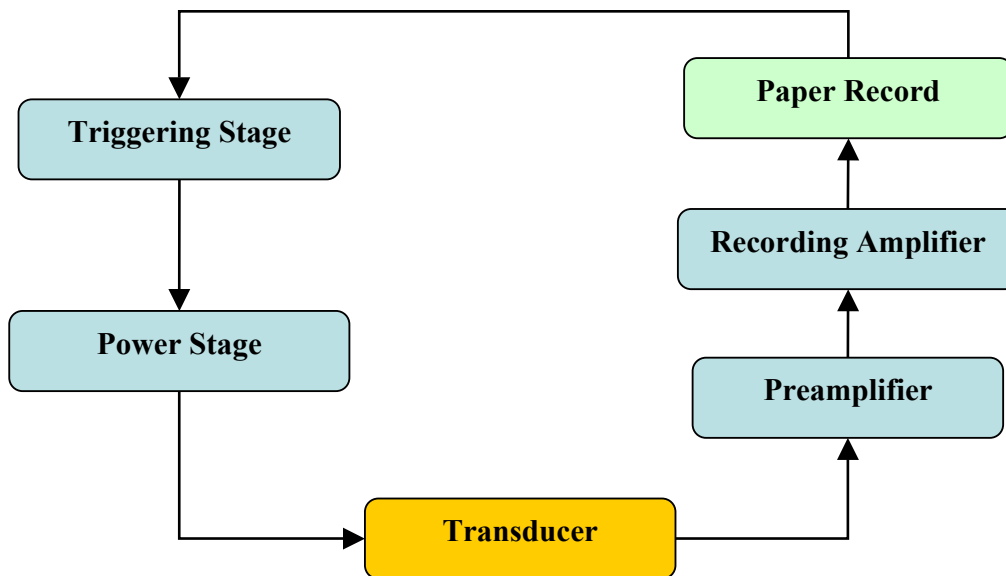 Triggering Stage
Paper Record
Recording Amplifier
Power Stage
Preamplifier
Transducer